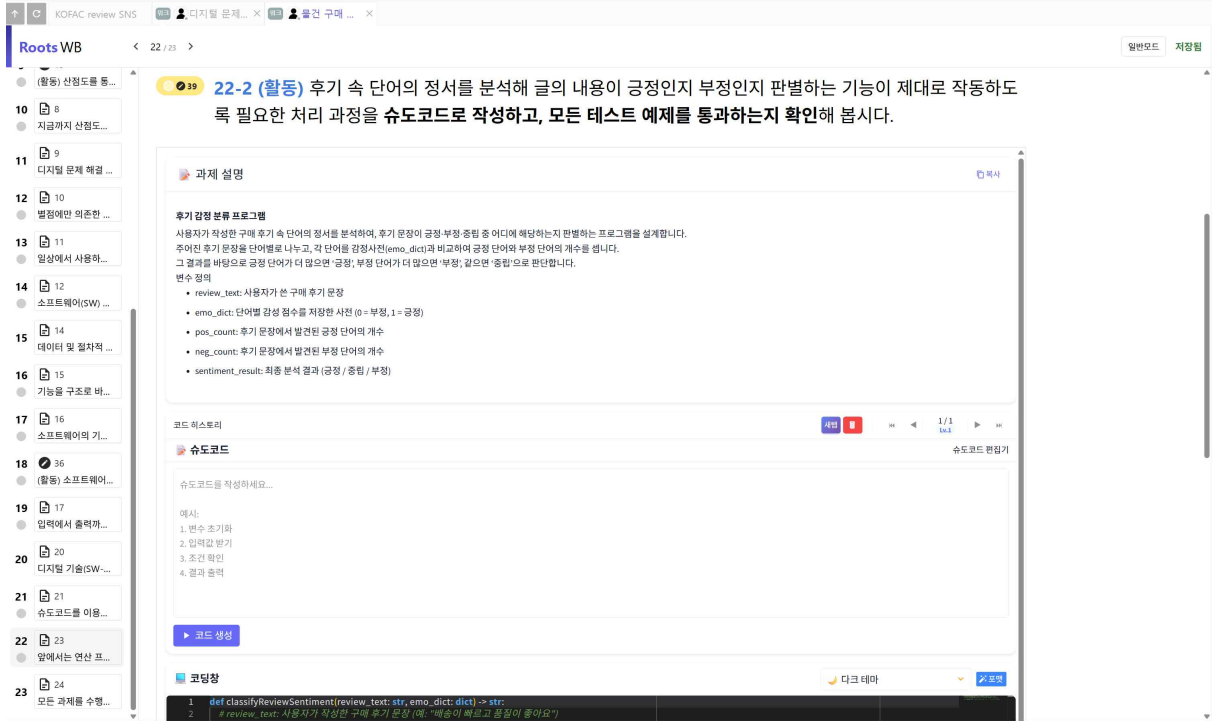 KOFAC review SNS
워크
디지털 문제...
워크
물건 구매 ...
Roots WB
22 / 23
일반모드
저장됨
(활동) 산점도를 통...
10
8
지금까지 산점도...
11
9
디지털 문제 해결 ...
12
10
별점에만 의존한 ...
13
11
일상에서 사용하...
14
12
소프트웨어(SW) ...
15
14
데이터 및 절차적 ...
16
15
기능을 구조로 바...
17
16
소프트웨어의 기...
18
36
(활동) 소프트웨어...
19
17
입력에서 출력까...
20
20
디지털 기술(SW-...
21
21
슈도코드를 이용...
22
23
앞에서는 연산 프...
23
24
모든 과제를 수행...
39
22-2 (활동) 후기 속 단어의 정서를 분석해 글의 내용이 긍정인지 부정인지 판별하는 기능이 제대로 작동하도
록 필요한 처리 과정을 슈도코드로 작성하고, 모든 테스트 예제를 통과하는지 확인해 봅시다.
과제 설명
복사
후기 감정 분류 프로그램
사용자가 작성한 구매 후기 속 단어의 정서를 분석하여, 후기 문장이 긍정·부정·중립 중 어디에 해당하는지 판별하는 프로그램을 설계합니다.
주어진 후기 문장을 단어별로 나누고, 각 단어를 감정사전(emo_dict)과 비교하여 긍정 단어와 부정 단어의 개수를 셉니다.
그 결과를 바탕으로 긍정 단어가 더 많으면 '긍정', 부정 단어가 더 많으면 '부정', 같으면 '중립'으로 판단합니다.
변수 정의
• review_text: 사용자가 쓴 구매 후기 문장
• emo_dict: 단어별 감성 점수를 저장한 사전 (0 = 부정, 1 = 긍정)
• pos_count: 후기 문장에서 발견된 긍정 단어의 개수
• neg_count: 후기 문장에서 발견된 부정 단어의 개수
• sentiment_result: 최종 분석 결과 (긍정 / 중립 / 부정)
코드 히스토리
새탭
1 / 1
Lv.1
슈도코드
슈도코드 편집기
슈도코드를 작성하세요...
예시:
1. 변수 초기화
2. 입력값 받기
3. 조건 확인
4. 결과 출력
코드 생성
코딩창
다크 테마
포맷
1 def classifyReviewSentiment(review_text: str, emo_dict: dict) -> str:
2 # review_text: 사용자가 작성한 구매 후기 문장 (예: "배송이 빠르고 품질이 좋아요")